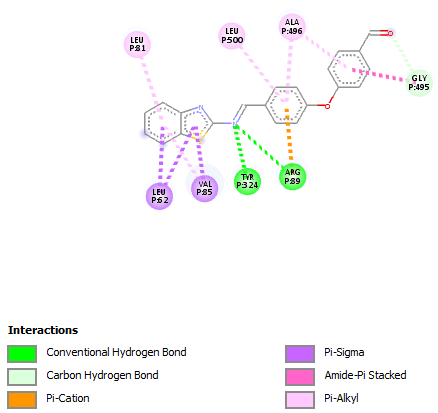 ALA
P:496
LEU
P:500
LEU
P:81
O
GLY
P:495
N
O
N
S
TYR
P:324
ARG
P:89
VAL
P:85
LEU
P:62
Interactions
Conventional Hydrogen Bond
Carbon Hydrogen Bond
Pi-Cation
Pi-Sigma
Amide-Pi Stacked
Pi-Alkyl